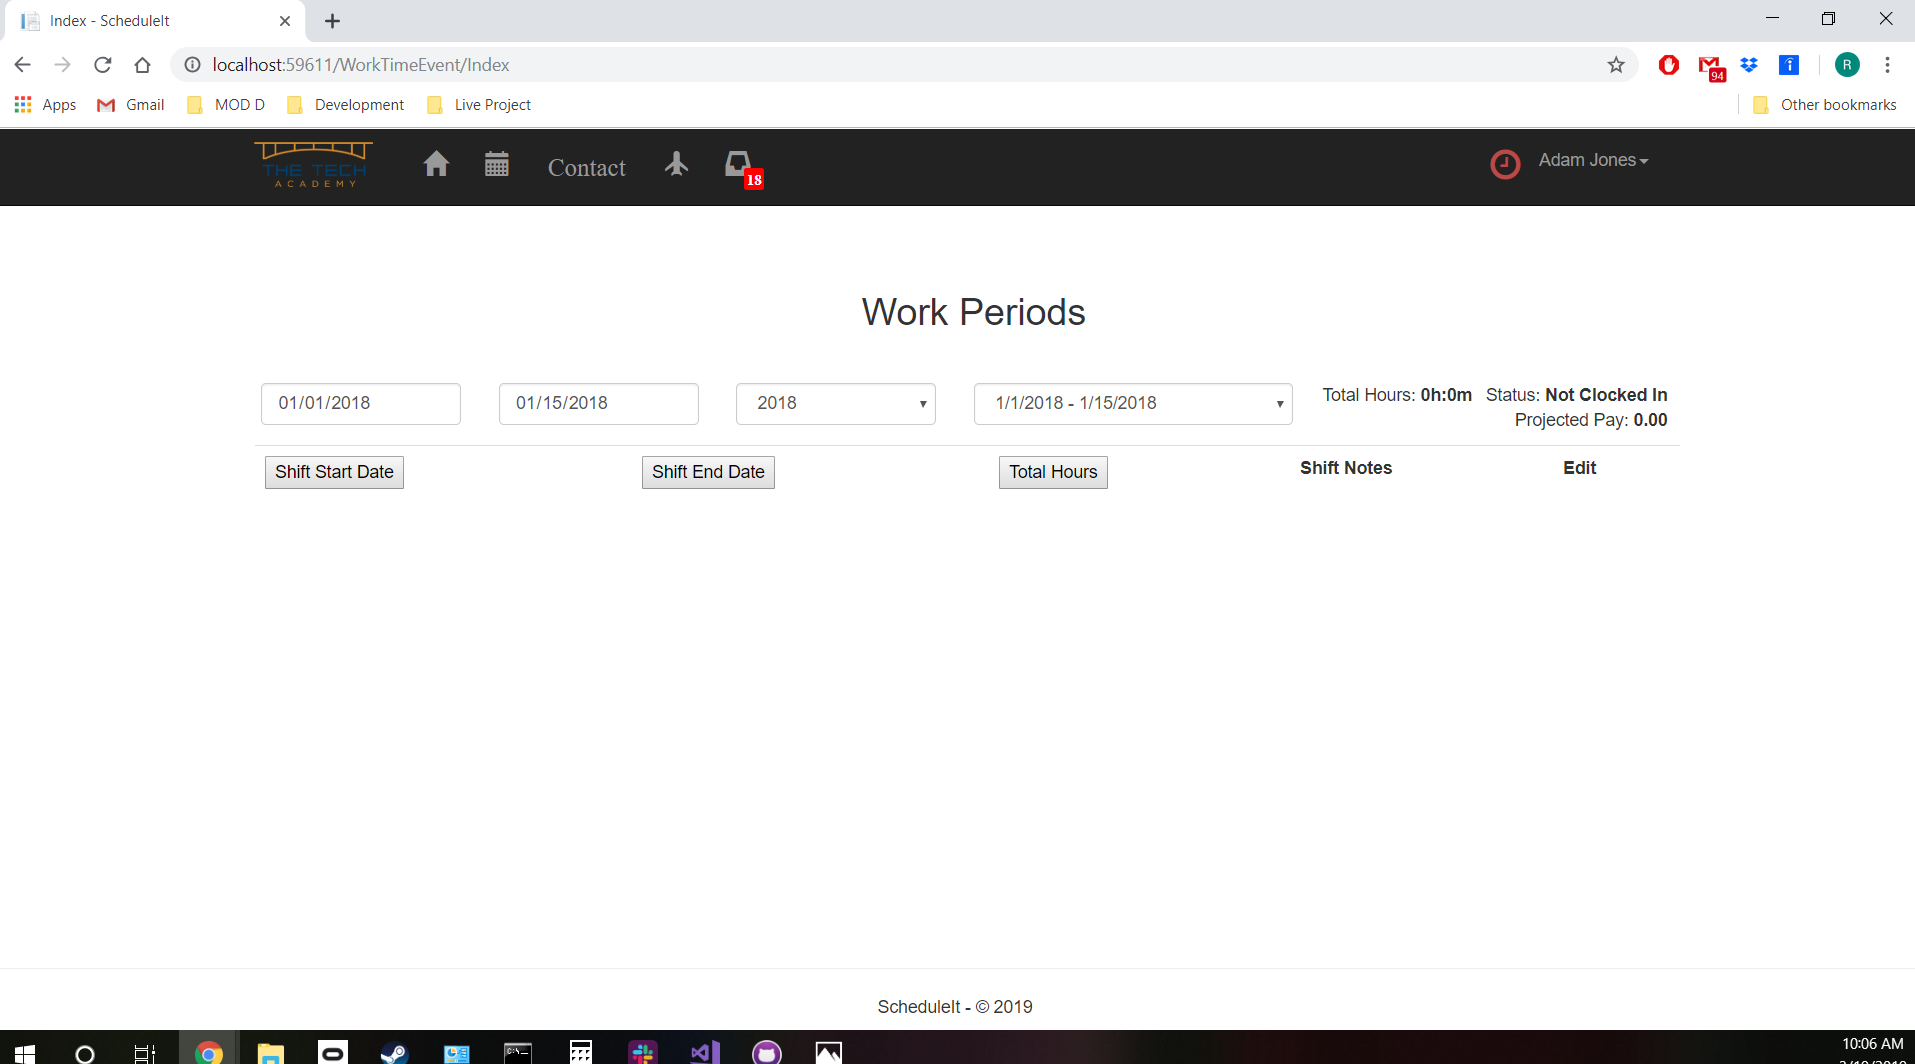 Index - ScheduleIt
localhost:59611/WorkTimeEvent/Index
94
R
Apps Gmail MOD D Development Live Project Other bookmarks
THE TECH
ACADEMY
Contact
18
Adam Jones
Work Periods
01/01/2018 01/15/2018 2018 1/1/2018 - 1/15/2018 Total Hours: 0h:0m Status: Not Clocked In
Projected Pay: 0.00
Shift Start Date Shift End Date Total Hours Shift Notes Edit
ScheduleIt - © 2019
10:06 AM